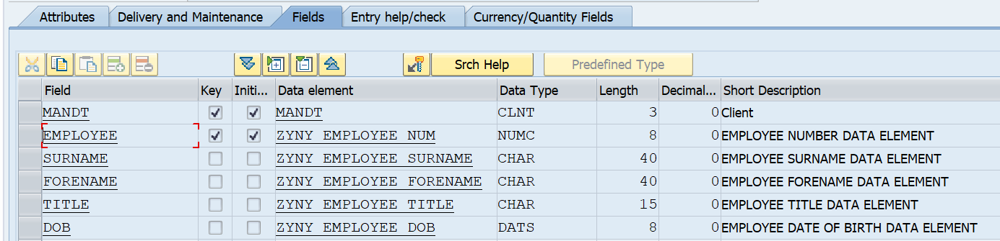 Attributes Delivery and Maintenance Fields Entry help/check Currency/Quantity Fields
Srch Help Predefined Type
Field Key Initi... Data element Data Type Length Decimal... Short Description
MANDT MANDT CLNT 3 0 Client
EMPLOYEE ZYNY_EMPLOYEE_NUM NUMC 8 0 EMPLOYEE NUMBER DATA ELEMENT
SURNAME ZYNY_EMPLOYEE_SURNAME CHAR 40 0 EMPLOYEE SURNAME DATA ELEMENT
FORENAME ZYNY_EMPLOYEE_FORENAME CHAR 40 0 EMPLOYEE FORENAME DATA ELEMENT
TITLE ZYNY_EMPLOYEE_TITLE CHAR 15 0 EMPLOYEE TITLE DATA ELEMENT
DOB ZYNY_EMPLOYEE_DOB DATS 8 0 EMPLOYEE DATE OF BIRTH DATA ELEMENT